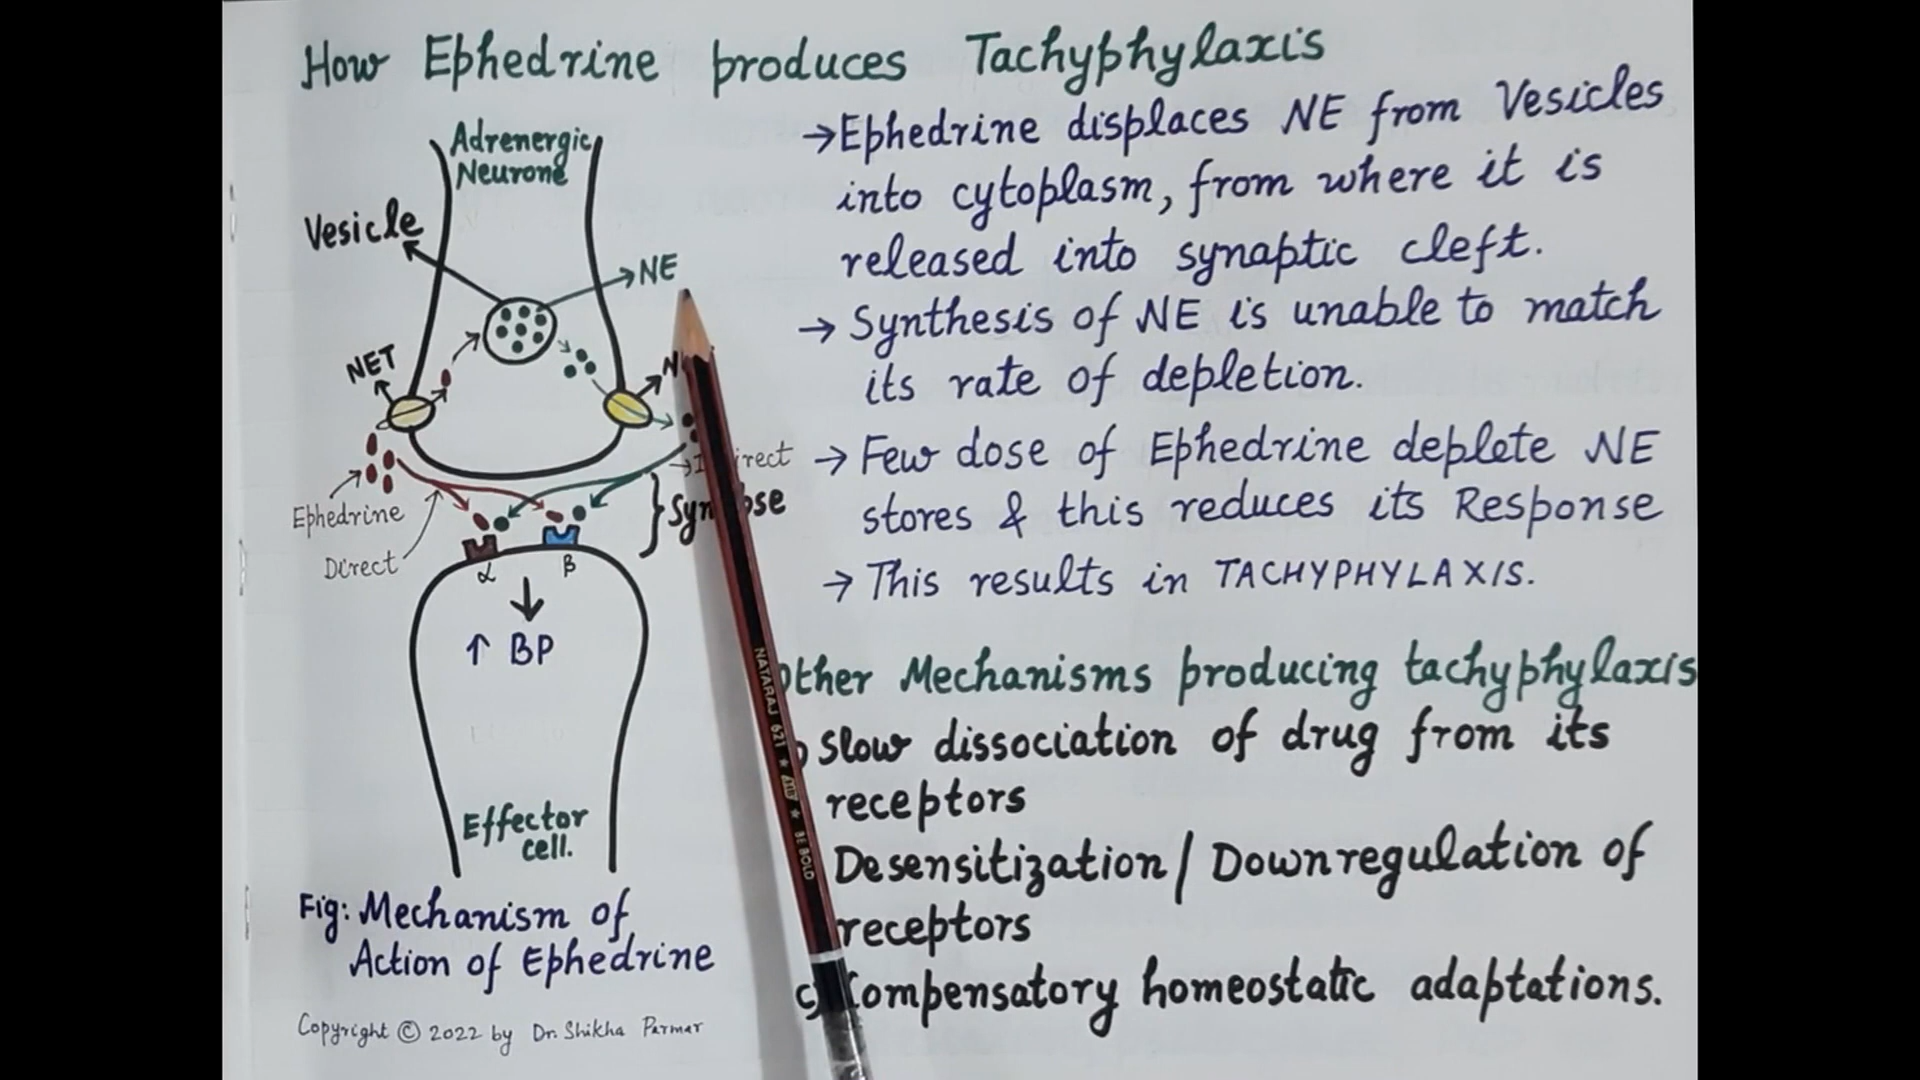 How Ephedrine produces Tachyphylaxis
Adrenergic
Neurone
Vesicle
NE
NET
Ephedrine
Direct
α
β
↑ BP
Effector
cell.
Fig: Mechanism of
Action of Ephedrine
Copyright © 2022 by Dr. Shikha Parmar
→ Ephedrine displaces NE from Vesicles
into cytoplasm, from where it is
released into synaptic cleft.
→ Synthesis of NE is unable to match
its rate of depletion.
→ Few dose of Ephedrine deplete NE
stores & this reduces its Response
→ This results in TACHYPHYLAXIS.
Other Mechanisms producing tachyphylaxis
Slow dissociation of drug from its
receptors
Desensitization / Downregulation of
receptors
c) Compensatory homeostatic adaptations.
NATARAJ 621 ★ ★ BE BOLD